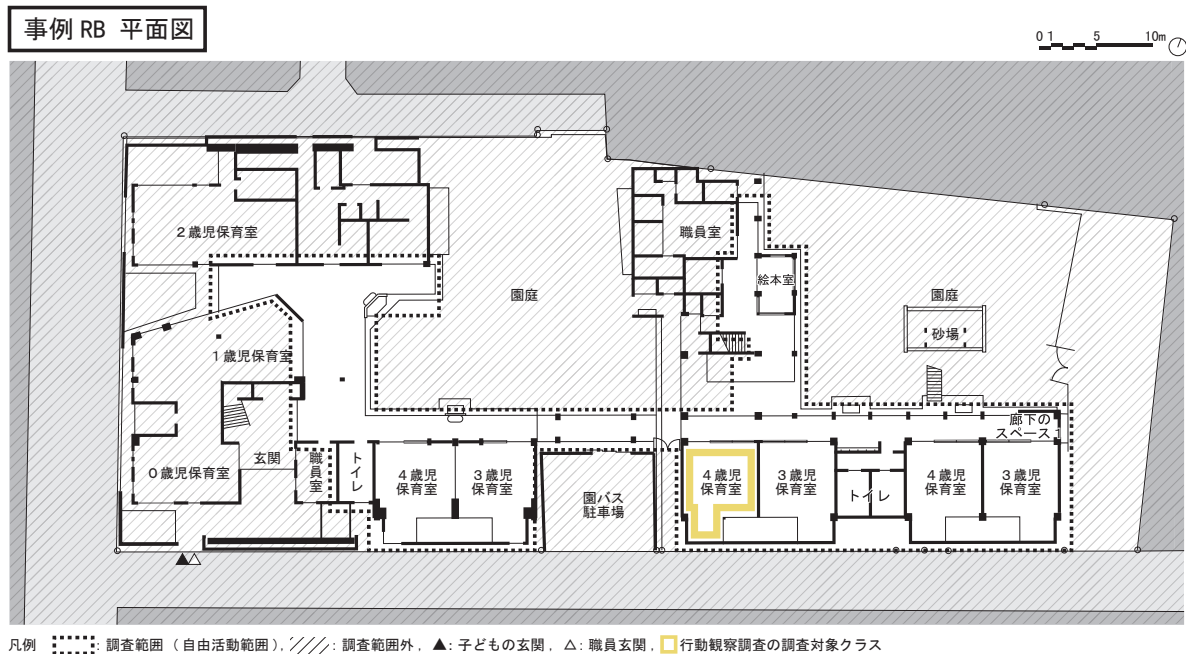 事例 RB 平面図
0 1 5 10m
2歳児保育室
職員室
絵本室
園庭
園庭
砂場
1歳児保育室
廊下の
スペース
0歳児保育室
玄関
職員室
トイレ
4歳児
保育室
3歳児
保育室
園バス
駐車場
4歳児
保育室
3歳児
保育室
トイレ
4歳児
保育室
3歳児
保育室
凡例 : 調査範囲(自由活動範囲), : 調査範囲外, ▲: 子どもの玄関, △: 職員玄関, 行動観察調査の調査対象クラス